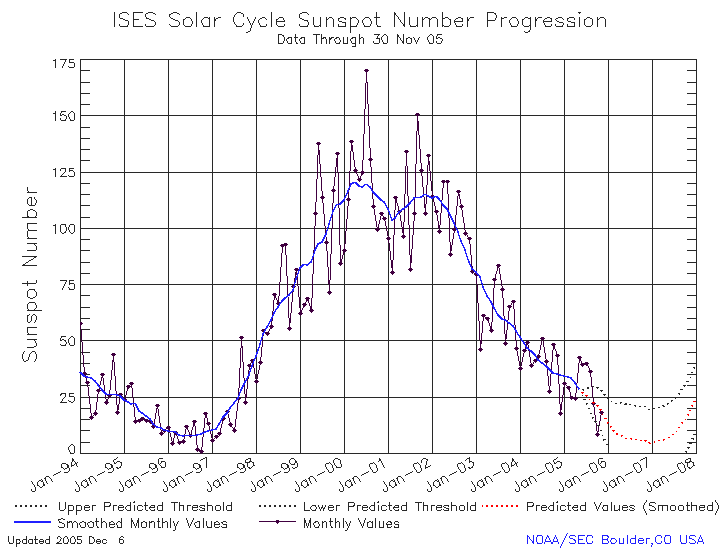 ISES Solar Cycle Sunspot Number Progression
Data Through 30 Nov 05
Sunspot Number
175
150
125
100
75
50
25
0
Jan-94 Jan-95 Jan-96 Jan-97 Jan-98 Jan-99 Jan-00 Jan-01 Jan-02 Jan-03 Jan-04 Jan-05 Jan-06 Jan-07 Jan-08
Upper Predicted Threshold Lower Predicted Threshold Predicted Values (Smoothed)
Smoothed Monthly Values Monthly Values
Updated 2005 Dec 6 NOAA/SEC Boulder,CO USA